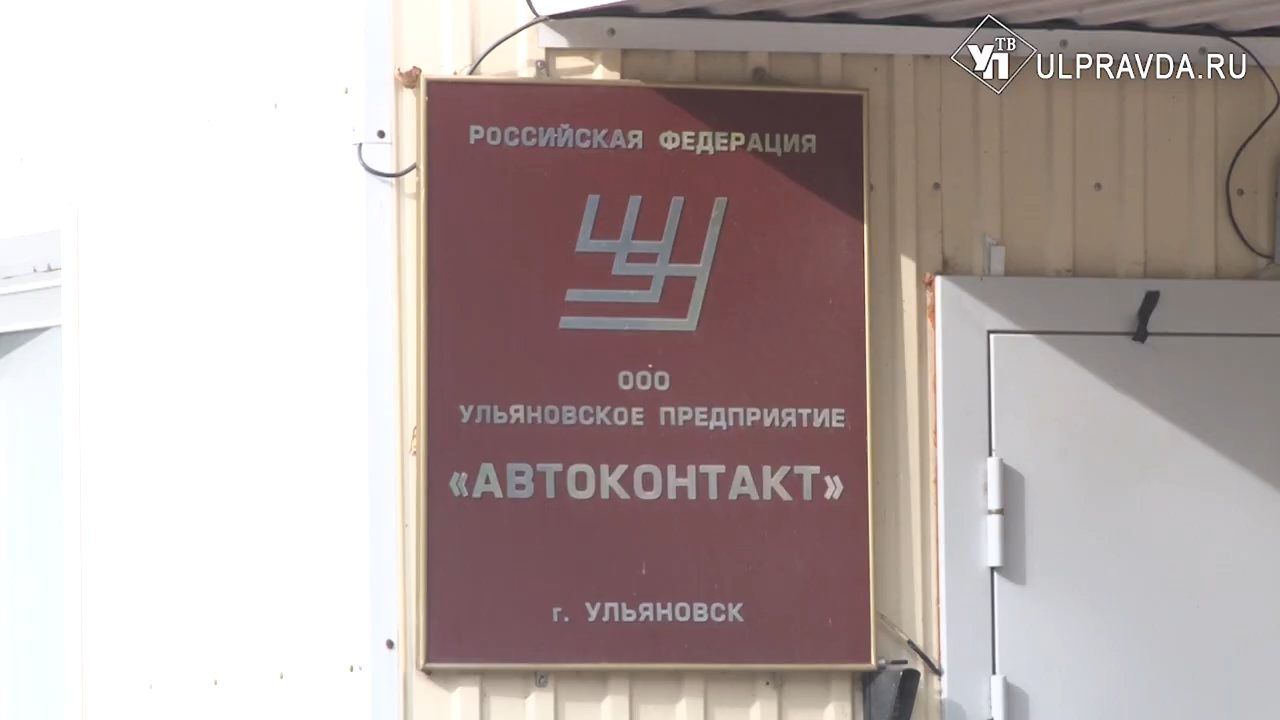 УП ТВ ULPRAVDA.RU
РОССИЙСКАЯ ФЕДЕРАЦИЯ
ООО
УЛЬЯНОВСКОЕ ПРЕДПРИЯТИЕ
«АВТОКОНТАКТ»
г. УЛЬЯНОВСК